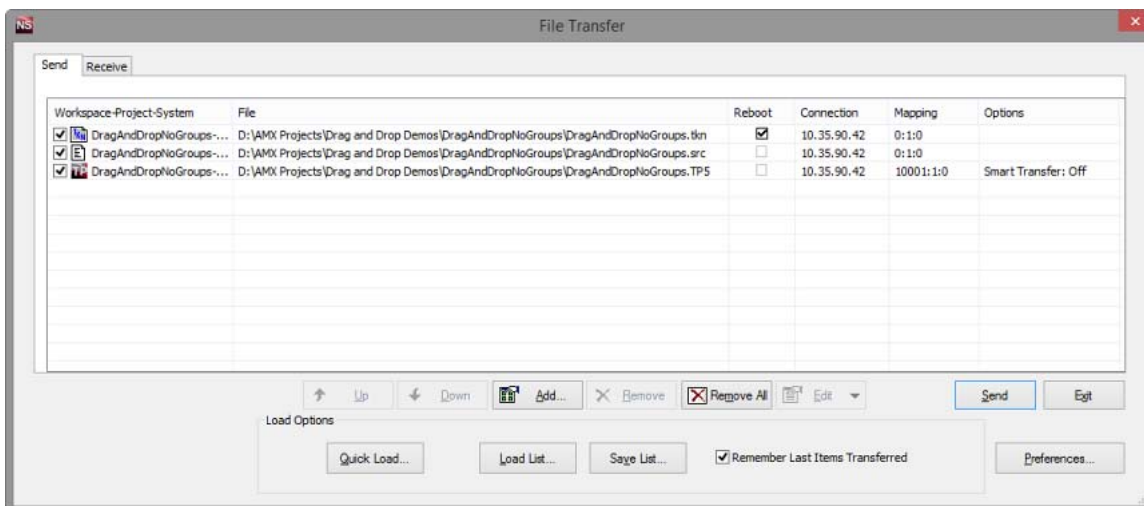 NS File Transfer x
Send Receive
Workspace-Project-System File Reboot Connection Mapping Options
DragAndDropNoGroups-... D:\AMX Projects\Drag and Drop Demos\DragAndDropNoGroups\DragAndDropNoGroups.tkn 10.35.90.42 0:1:0
DragAndDropNoGroups-... D:\AMX Projects\Drag and Drop Demos\DragAndDropNoGroups\DragAndDropNoGroups.src 10.35.90.42 0:1:0
DragAndDropNoGroups-... D:\AMX Projects\Drag and Drop Demos\DragAndDropNoGroups\DragAndDropNoGroups.TP5 10.35.90.42 10001:1:0 Smart Transfer: Off
Up Down Add... Remove Remove All Edit Send Exit
Load Options
Quick Load... Load List... Save List... Remember Last Items Transferred Preferences...